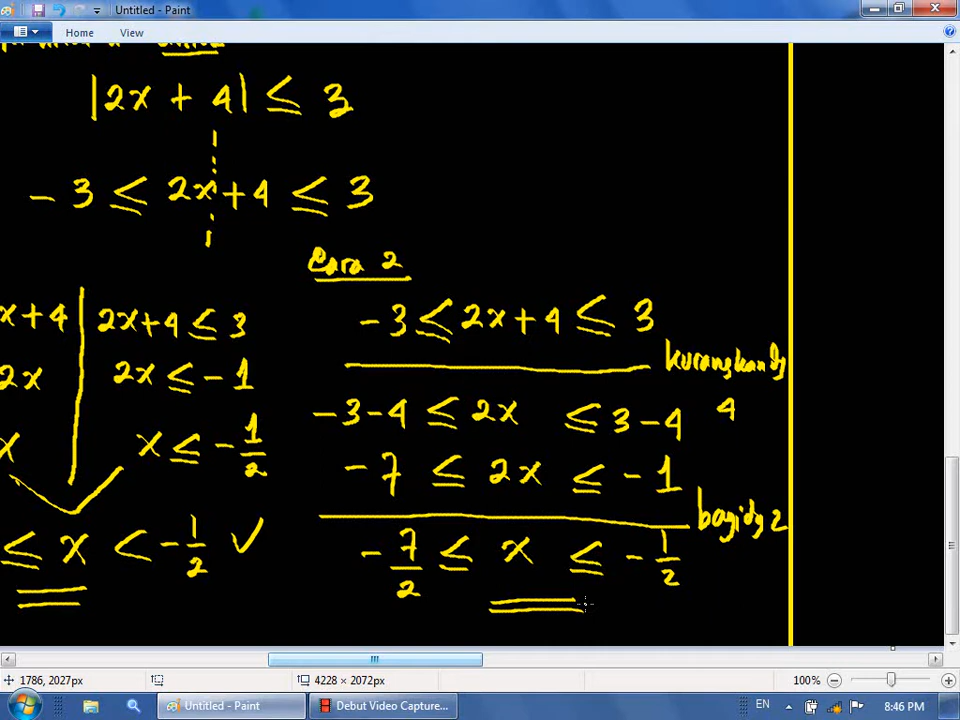 Untitled - Paint
Home View
|2x + 4| ≤ 3
- 3 ≤ 2x+4 ≤ 3
Cara 2
x+4 | 2x+4 ≤ 3
2x | 2x ≤ -1
x | x ≤ - 1/2
≤ x < - 1/2 ✓
-3 ≤ 2x+4 ≤ 3
kurangkan dg
4
-3-4 ≤ 2x ≤ 3-4
-7 ≤ 2x ≤ -1
bagi dg 2
- 7/2 ≤ x ≤ - 1/2
1786, 2027px
4228 × 2072px
100%
Untitled - Paint
Debut Video Capture...
EN
8:46 PM